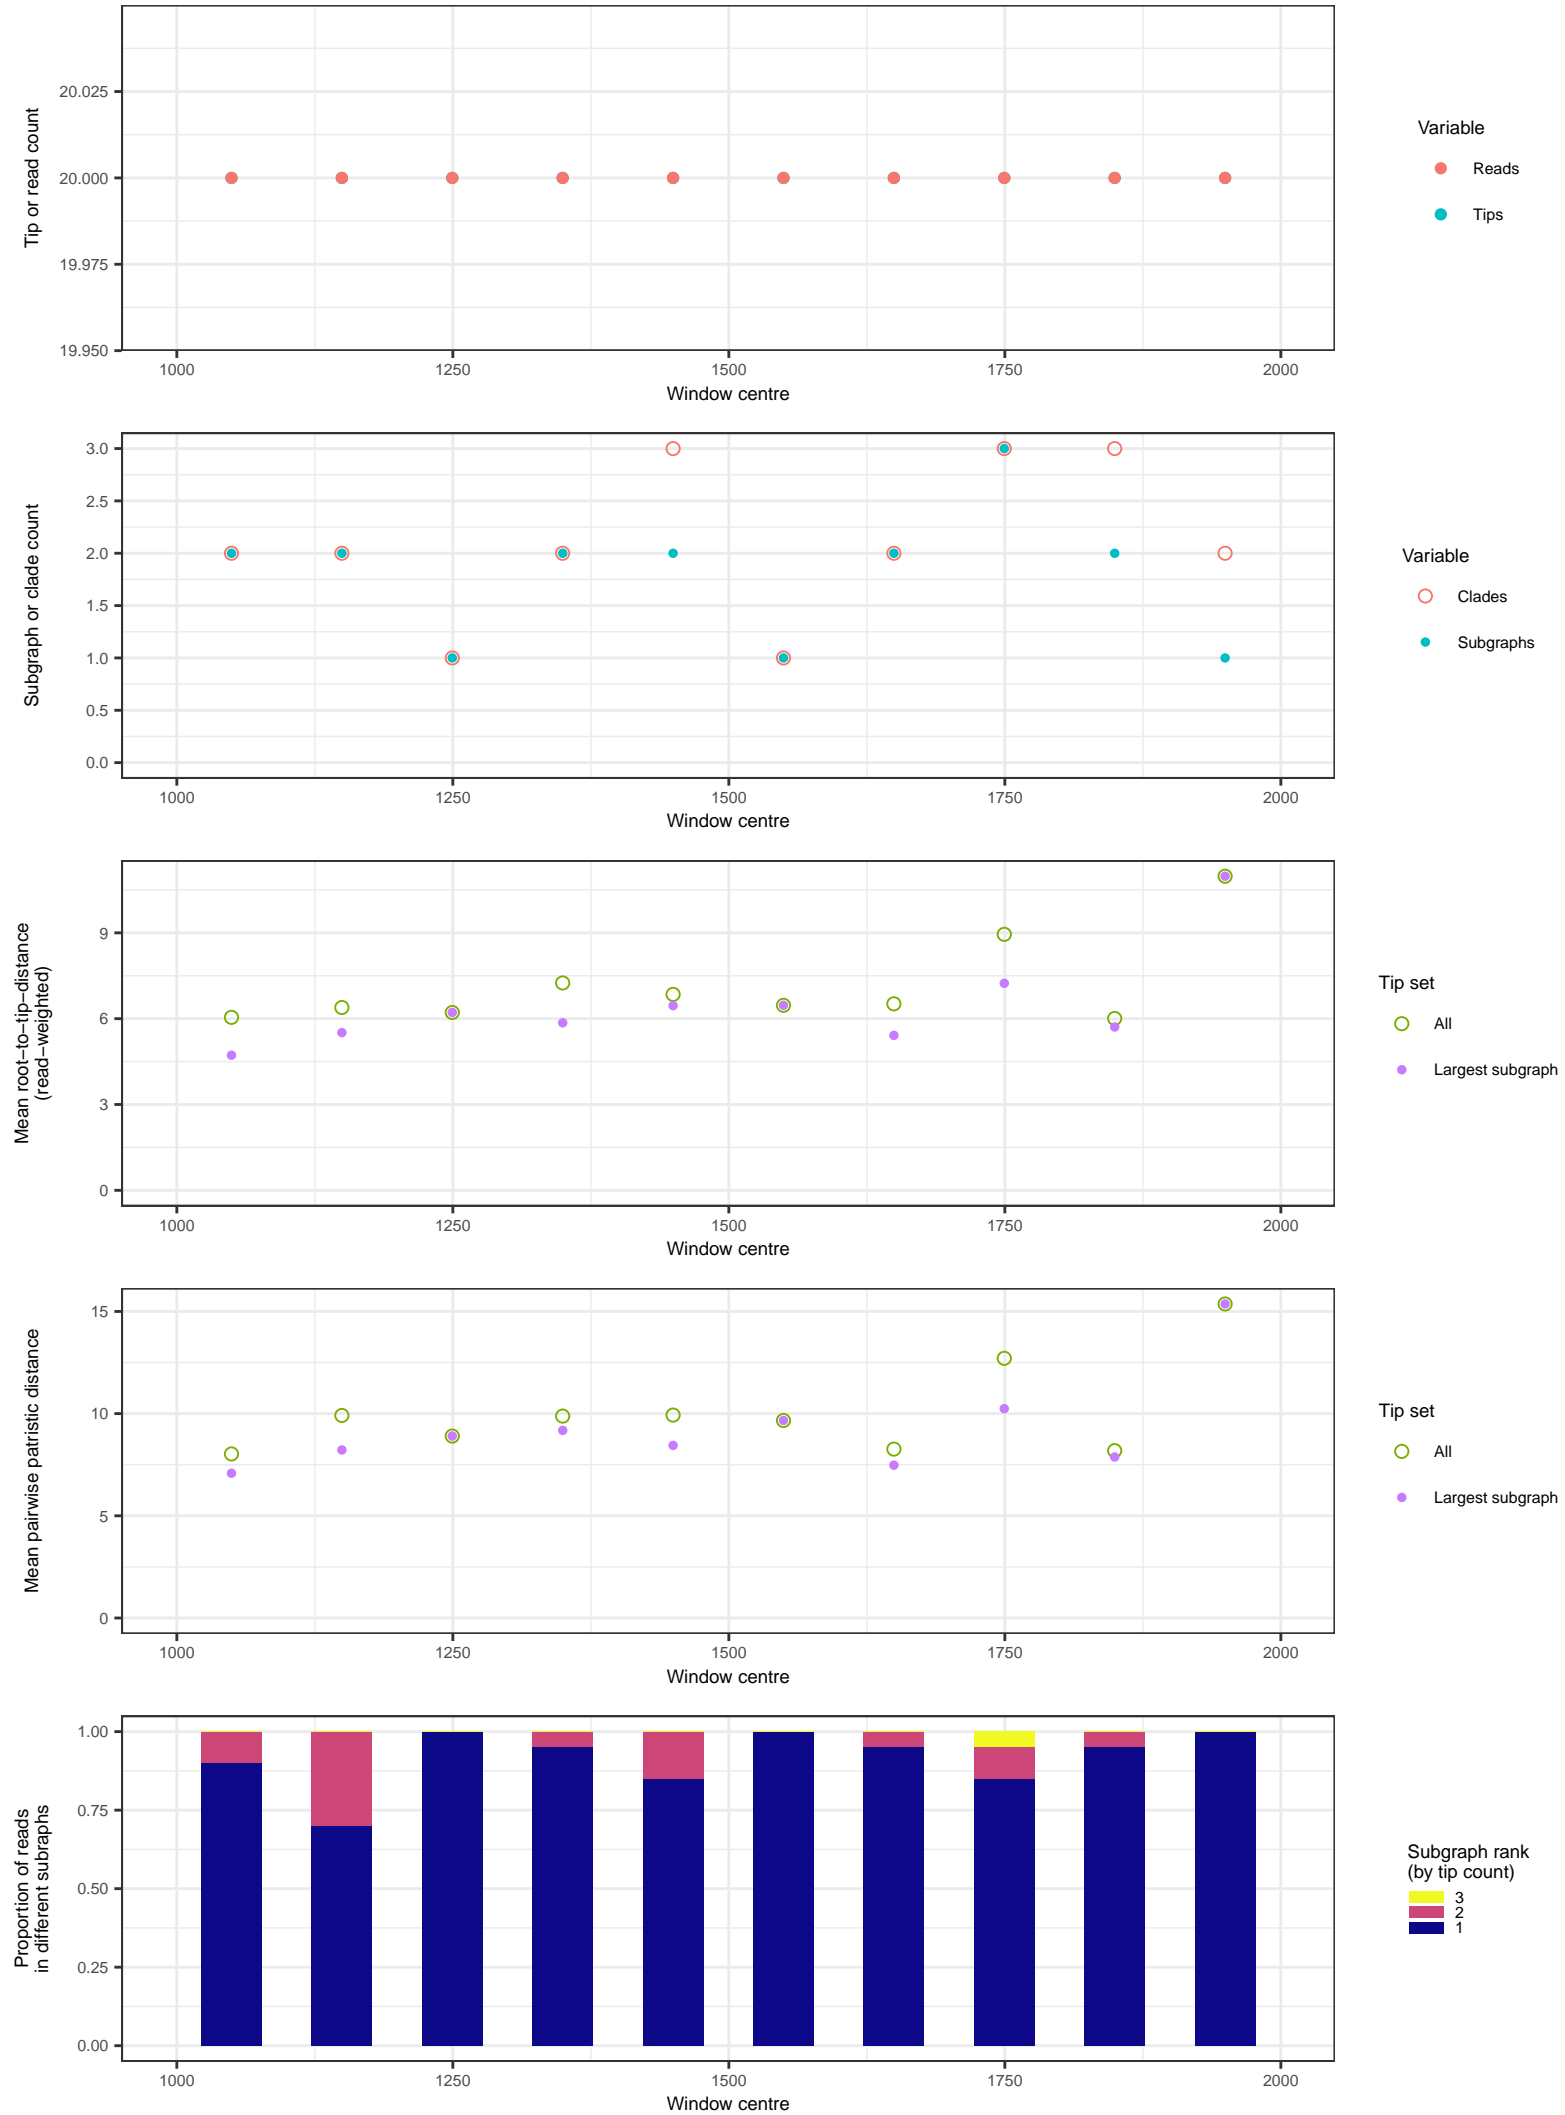 Tip or read count
20.025
20.000
19.975
19.950
1000 1250 1500 1750 2000
Window centre
Variable
Reads
Tips
Subgraph or clade count
3.0
2.5
2.0
1.5
1.0
0.5
0.0
1000 1250 1500 1750 2000
Window centre
Variable
Clades
Subgraphs
Mean root−to−tip−distance
(read−weighted)
9
6
3
0
1000 1250 1500 1750 2000
Window centre
Tip set
All
Largest subgraph
Mean pairwise patristic distance
15
10
5
0
1000 1250 1500 1750 2000
Window centre
Tip set
All
Largest subgraph
Proportion of reads
in different subraphs
1.00
0.75
0.50
0.25
0.00
1000 1250 1500 1750 2000
Window centre
Subgraph rank
(by tip count)
3
2
1